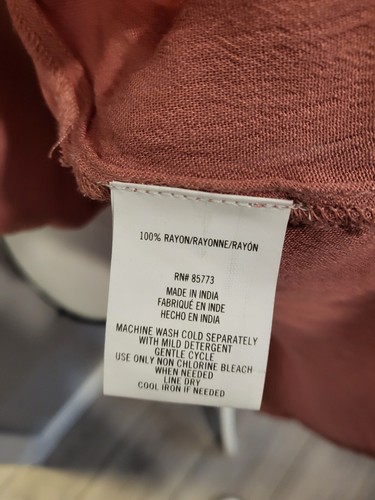 100% RAYON/RAYONNE/RAYÓN
RN# 85773
MADE IN INDIA
FABRIQUÉ EN INDE
HECHO EN INDIA
MACHINE WASH COLD SEPARATELY
WITH MILD DETERGENT
GENTLE CYCLE
USE ONLY NON CHLORINE BLEACH
WHEN NEEDED
LINE DRY
COOL IRON IF NEEDED